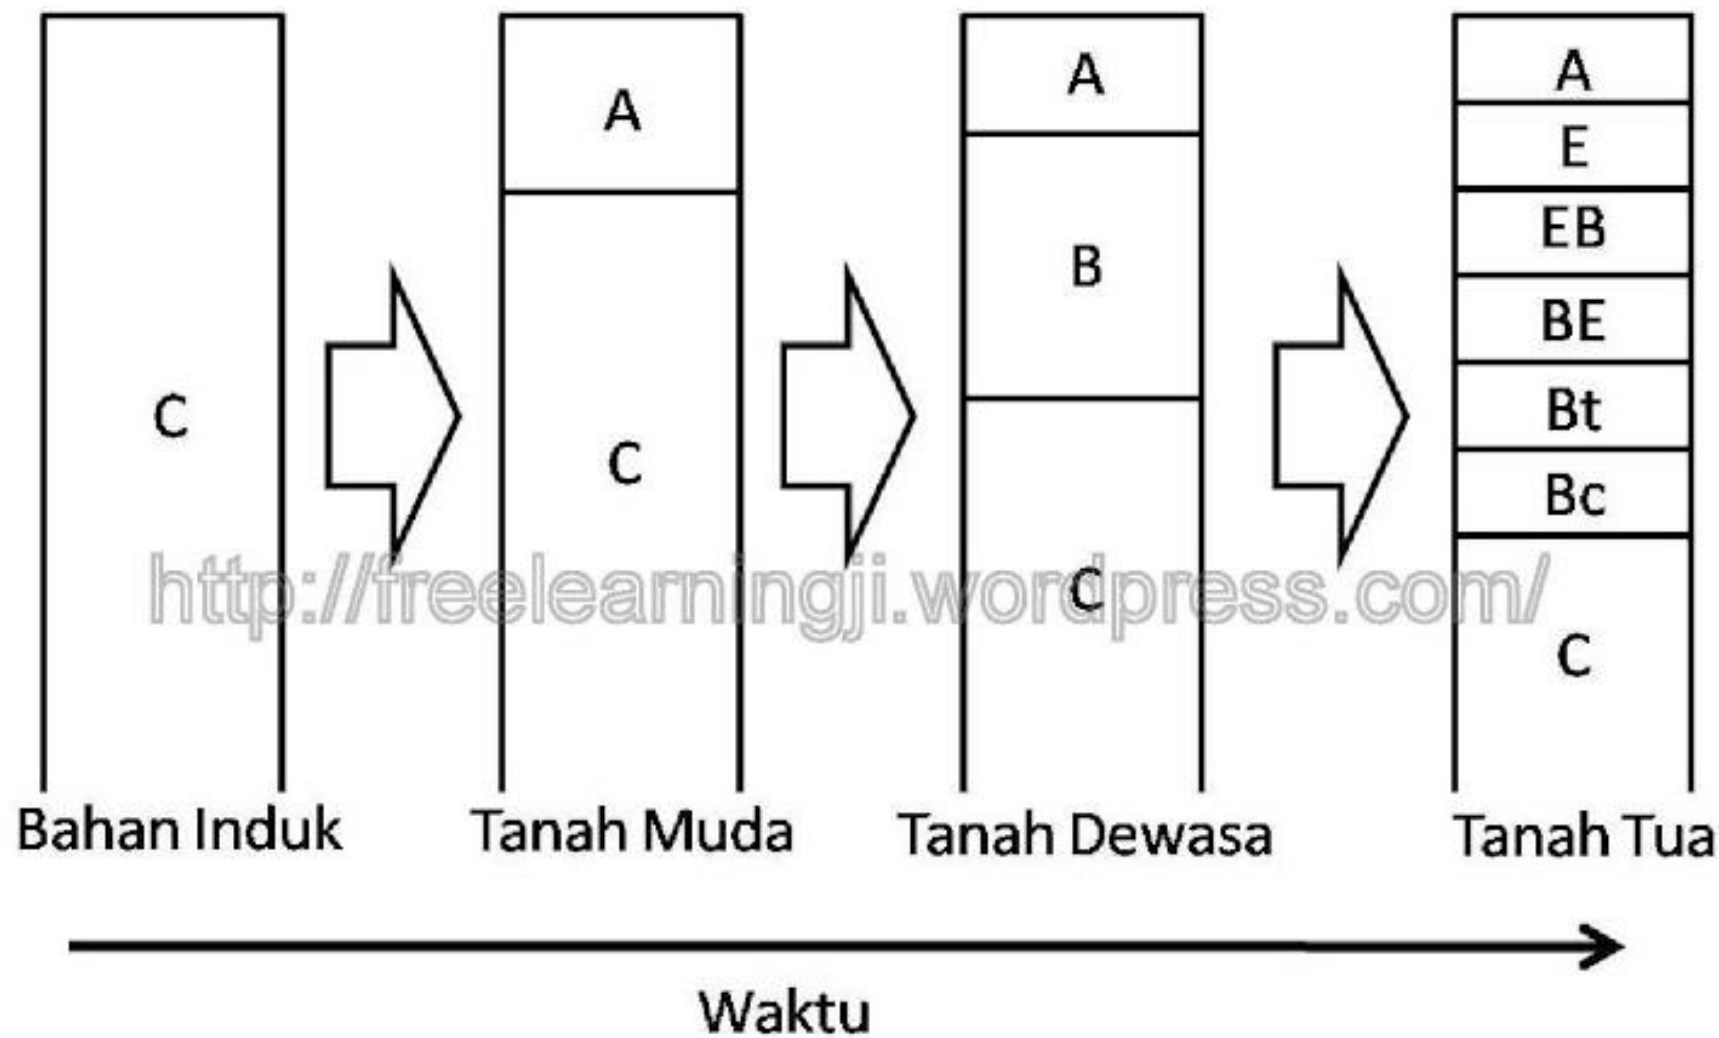 C
Bahan Induk
A
C
Tanah Muda
A
B
C
Tanah Dewasa
A
E
EB
BE
Bt
Bc
C
Tanah Tua
http://freelearningji.wordpress.com/
Waktu